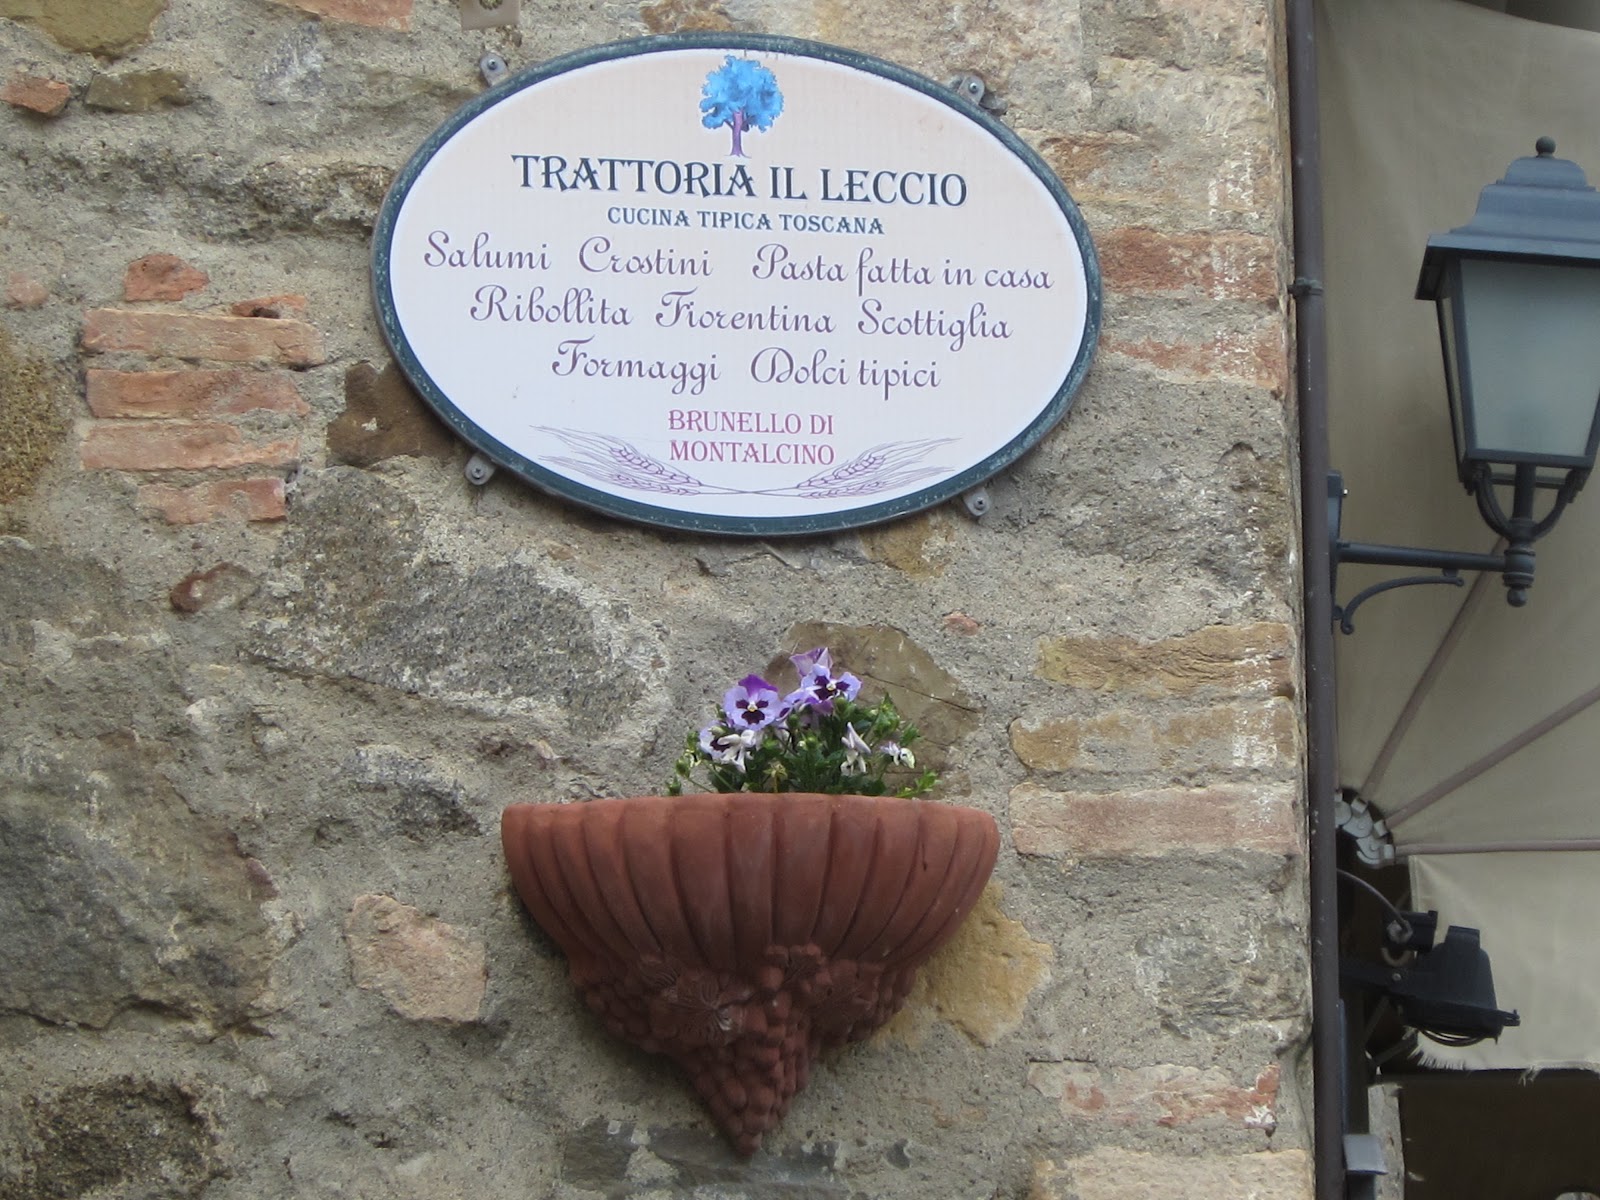 TRATTORIA IL LECCIO
CUCINA TIPICA TOSCANA
Salumi Crostini Pasta fatta in casa
Ribollita Fiorentina Scottiglia
Formaggi Dolci tipici
BRUNELLO DI
MONTALCINO